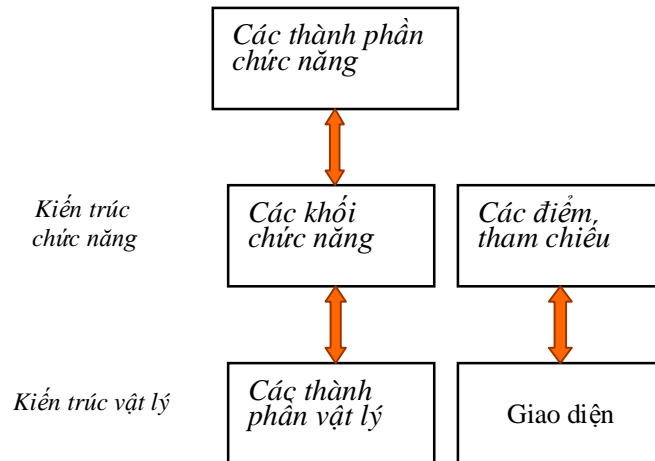 Các thành phần
chức năng
Kiến trúc
chức năng
Các khối
chức năng
Các điểm,
tham chiếu
Kiến trúc vật lý
Các thành
phần vật lý
Giao diện